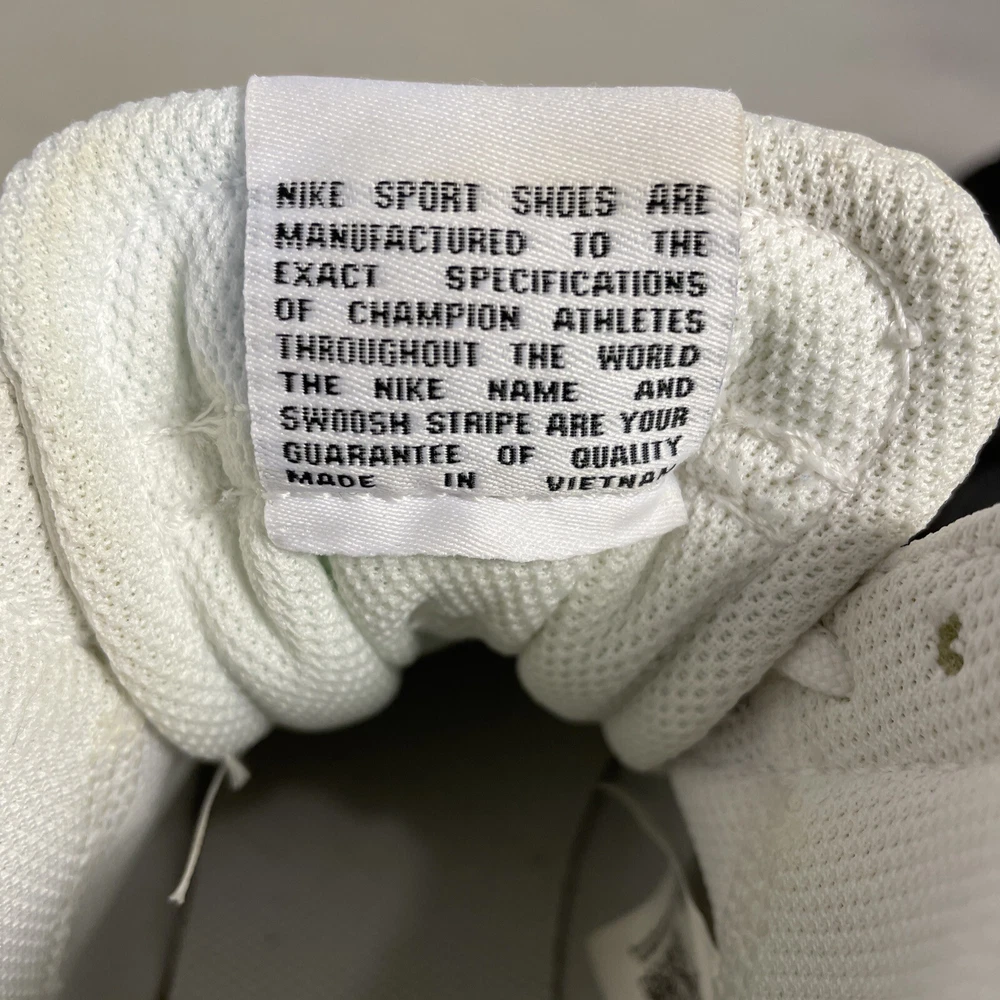 NIKE SPORT SHOES ARE
MANUFACTURED TO THE
EXACT SPECIFICATIONS
OF CHAMPION ATHLETES
THROUGHOUT THE WORLD
THE NIKE NAME AND
SWOOSH STRIPE ARE YOUR
GUARANTEE OF QUALITY
MADE IN VIETNAM